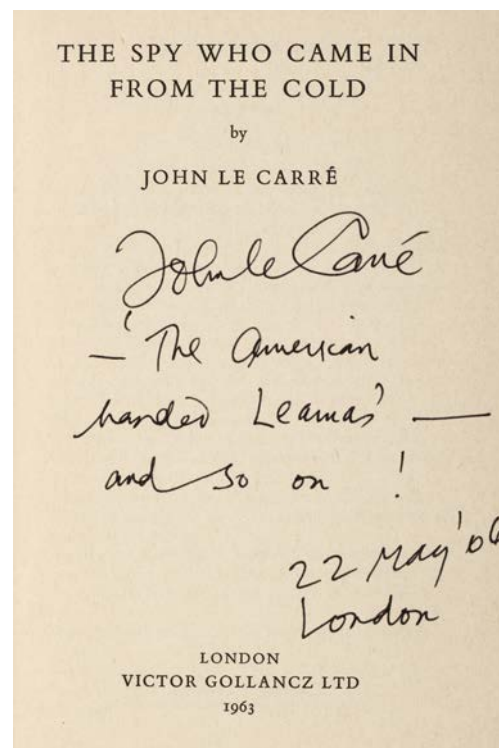 THE SPY WHO CAME IN
FROM THE COLD
by
JOHN LE CARRÉ
John le Carré
– 'The American
handed Leamas' —
and so on !
22 May '06
London
LONDON
VICTOR GOLLANCZ LTD
1963